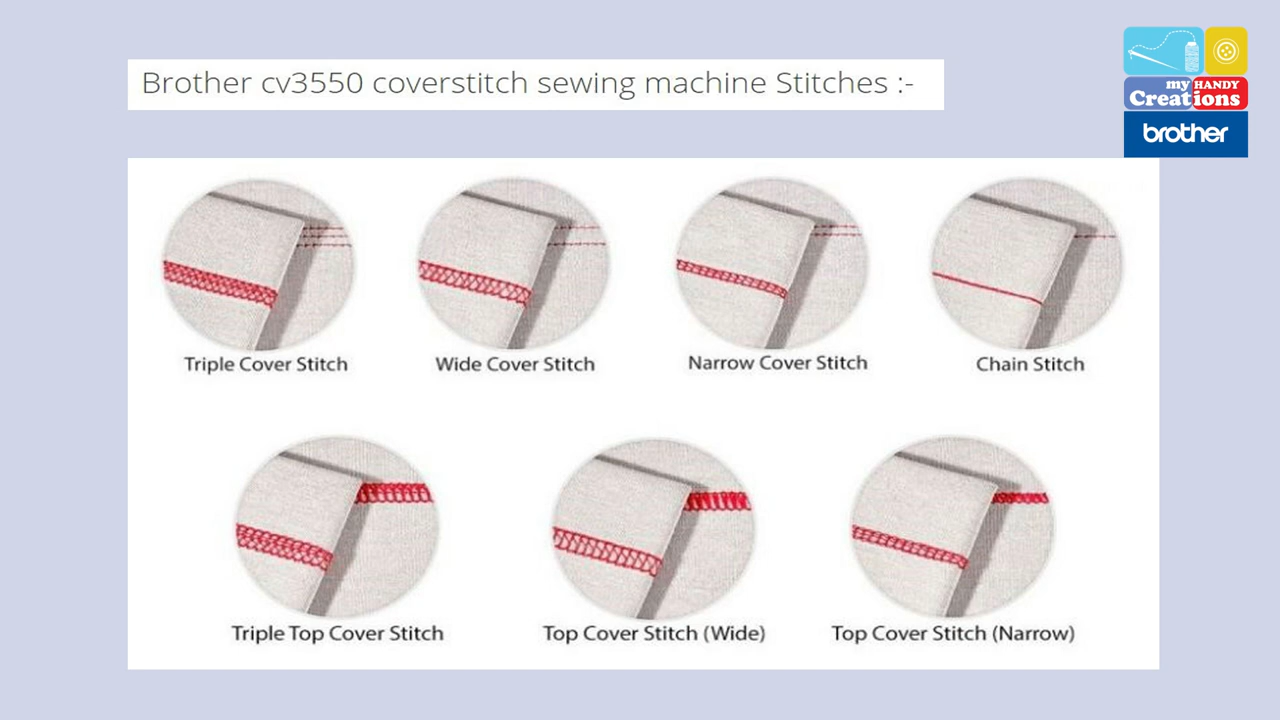 Brother cv3550 coverstitch sewing machine Stitches :-
my HANDY
Creations
brother
Triple Cover Stitch
Wide Cover Stitch
Narrow Cover Stitch
Chain Stitch
Triple Top Cover Stitch
Top Cover Stitch (Wide)
Top Cover Stitch (Narrow)